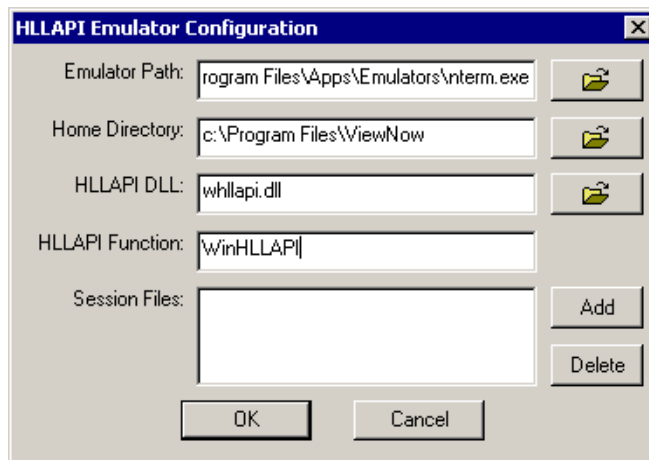 HLLAPI Emulator Configuration
Emulator Path: rogram Files\Apps\Emulators\nterm.exe
Home Directory: c:\Program Files\ViewNow
HLLAPI DLL: whllapi.dll
HLLAPI Function: WinHLLAPI
Session Files: Add
Delete
OK Cancel